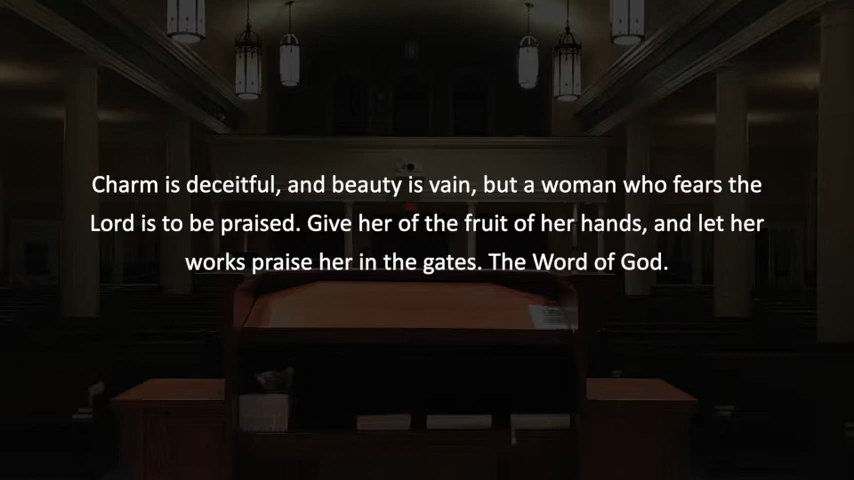 Charm is deceitful, and beauty is vain, but a woman who fears the
Lord is to be praised. Give her of the fruit of her hands, and let her
works praise her in the gates. The Word of God.